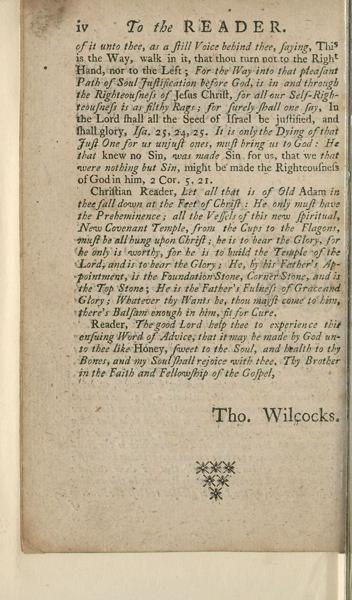 iv To the READER.
of it unto thee, as a ſtill Voice behind thee, ſaying, This
is the Way, walk in it, that thou turn not to the Right
Hand, nor to the Left; For the Way into that pleaſant
Path of Soul Juſtification before God, is in and through
the Righteouſneſs of Jeſus Chriſt, for all our Self-Righ-
teouſneſs is as filthy Rags; for ſurely ſhall one ſay, In
the Lord ſhall all the Seed of Iſrael be juſtified, and
ſhall glory, Iſa. 25, 24, 25. It is only the Dying of that
Juſt One for us unjuſt ones, muſt bring us to God: He
that knew no Sin, was made Sin for us, that we that
were nothing but Sin, might be made the Righteouſneſs
of God in him, 2 Cor. 5. 21.
Chriſtian Reader, Let all that is of Old Adam in
thee fall down at the Feet of Chriſt: He only muſt have
the Preheminence; all the Veſſels of this new ſpiritual,
New Covenant Temple, from the Cups to the Flagons,
muſt be all hung upon Chriſt; he is to bear the Glory, for
he only is worthy, for he is to build the Temple of the
Lord, and is to bear the Glory; He, by his Father's Ap-
pointment, is the Foundation Stone, Corner Stone, and is
the Top Stone; He is the Father's Fulneſs of Grace and
Glory; Whatever thy Wants be, thou mayſt come to him,
there's Balſam enough in him, fit for Cure.
Reader, The good Lord help thee to experience this
enſuing Word of Advice, that it may be made by God un-
to thee like Honey, ſweet to the Soul, and health to thy
Bones, and my Soul ſhall rejoice with thee. Thy Brother
in the Faith and Fellowſhip of the Goſpel,
Tho. Wilcocks.